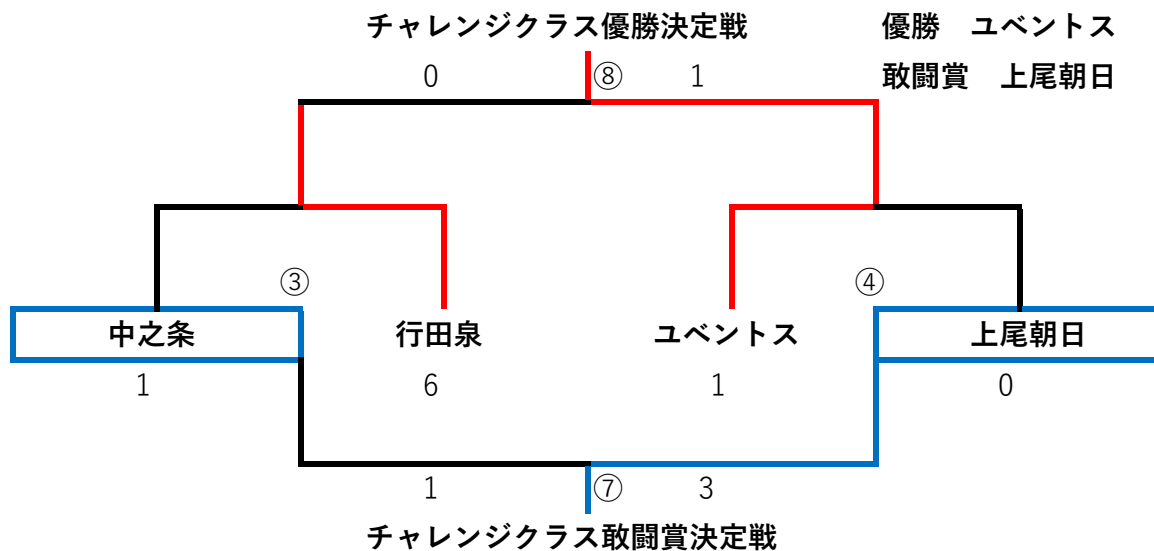 チャレンジクラス優勝決定戦 優勝 ユベントス
0 ⑧ 1 敢闘賞 上尾朝日
③ ④
中之条 行田泉 ユベントス 上尾朝日
1 6 1 0
1 ⑦ 3
チャレンジクラス敢闘賞決定戦